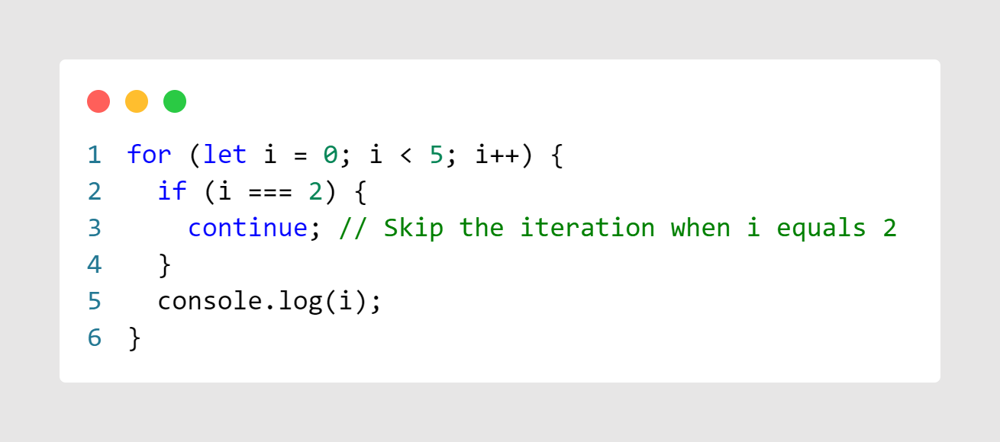 1 for (let i = 0; i < 5; i++) {
2   if (i === 2) {
3     continue; // Skip the iteration when i equals 2
4   }
5   console.log(i);
6 }